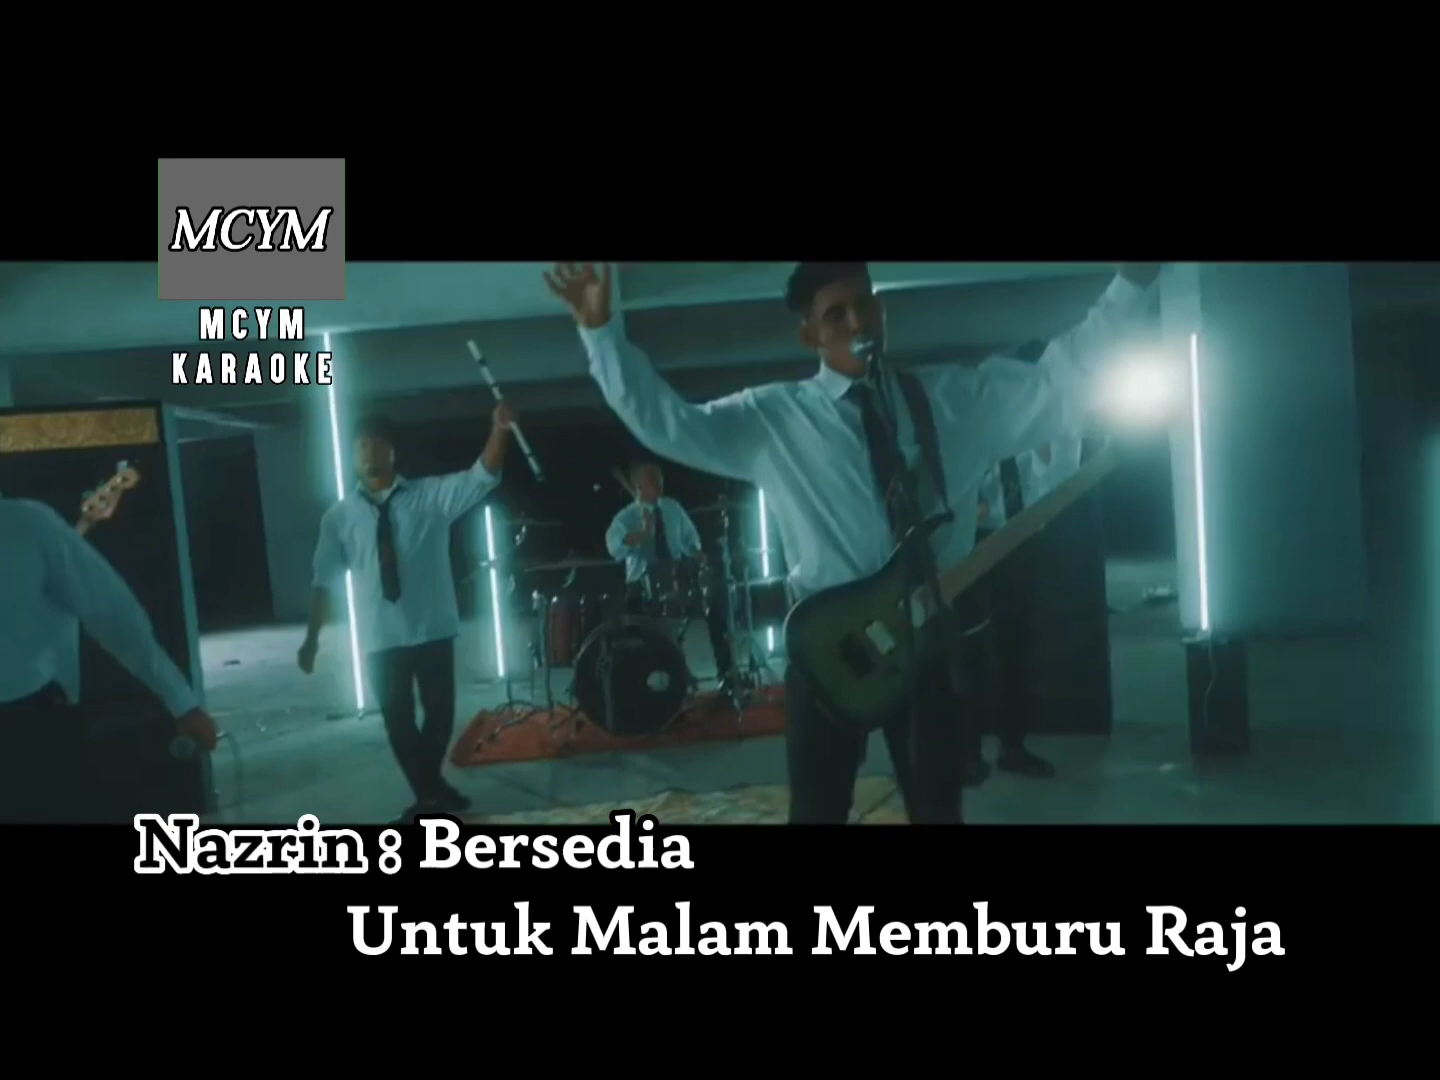 MCYM
MCYM
KARAOKE
Nazrin : Bersedia
Untuk Malam Memburu Raja